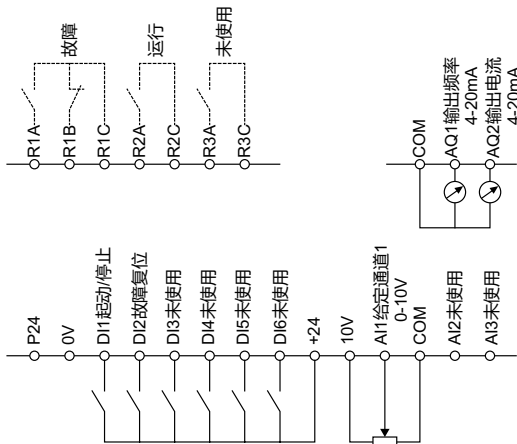 R1A
R1B
R1C
故障
R2A
R2C
运行
R3A
R3C
未使用
COM
AQ1输出频率
4-20mA
AQ2输出电流
4-20mA
P24
0V
DI1起动/停止
DI2故障复位
DI3未使用
DI4未使用
DI5未使用
DI6未使用
+24
10V
AI1给定通道1
0-10V
COM
AI2未使用
AI3未使用